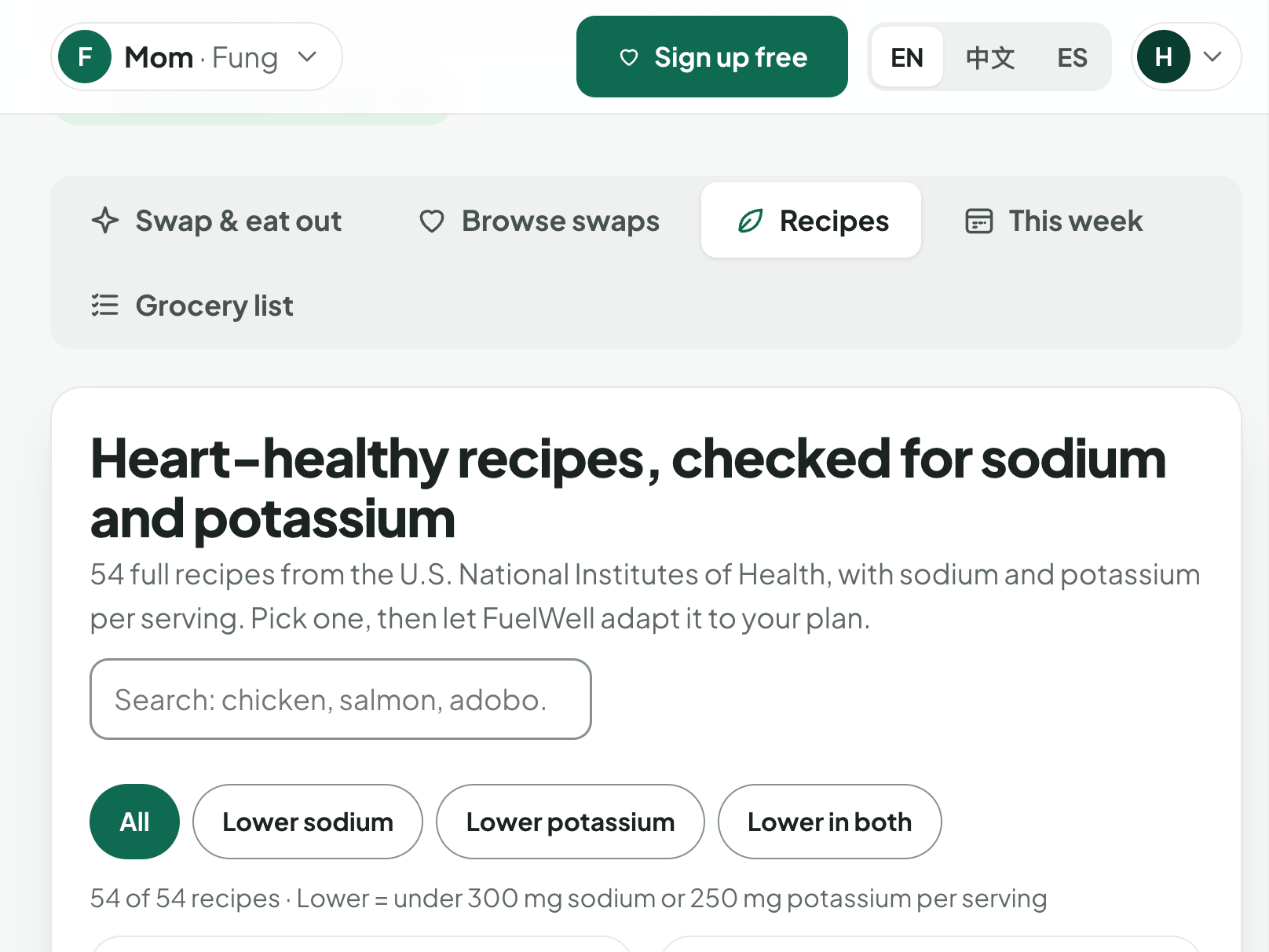 F Mom · Fung
Sign up free
EN 中文 ES
H
Swap & eat out
Browse swaps
Recipes
This week
Grocery list
Heart-healthy recipes, checked for sodium
and potassium
54 full recipes from the U.S. National Institutes of Health, with sodium and potassium
per serving. Pick one, then let FuelWell adapt it to your plan.
Search: chicken, salmon, adobo.
All
Lower sodium
Lower potassium
Lower in both
54 of 54 recipes · Lower = under 300 mg sodium or 250 mg potassium per serving